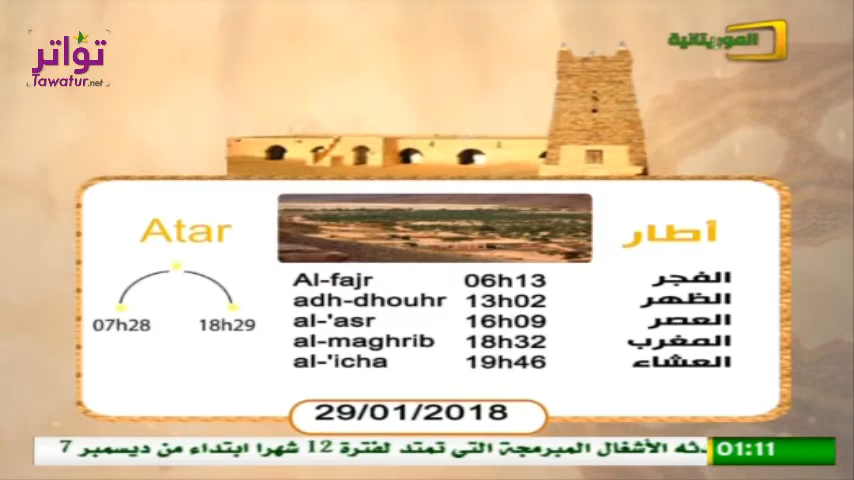 تواتر
Tawatur.net
الموريتانية
Atar
أطار
07h28
18h29
Al-fajr 06h13 الفجر
adh-dhouhr 13h02 الظهر
al-'asr 16h09 العصر
al-maghrib 18h32 المغرب
al-'icha 19h46 العشاء
29/01/2018
دثه الأشغال المبرمجة التي تمتد لفترة 12 شهرا ابتداء من ديسمبر 7
01:11